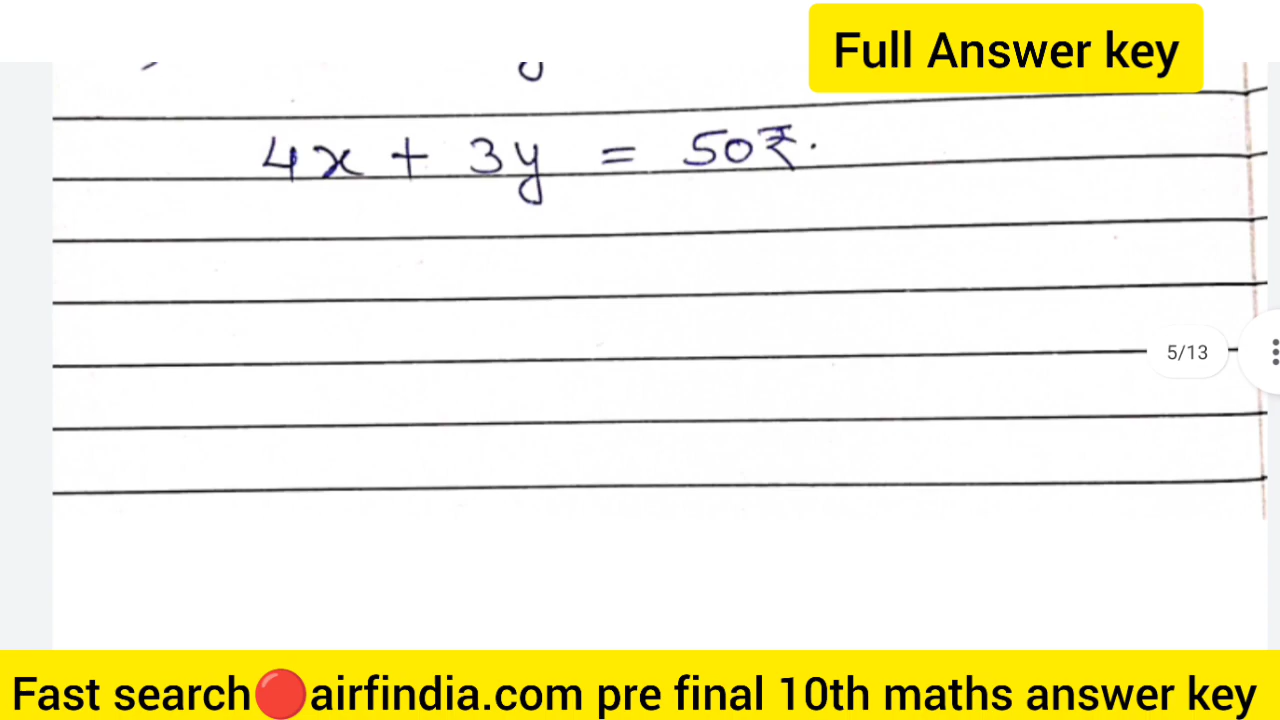 Full Answer key
4x + 3y = 50₹.
5/13
Fast search🔴airfindia.com pre final 10th maths answer key